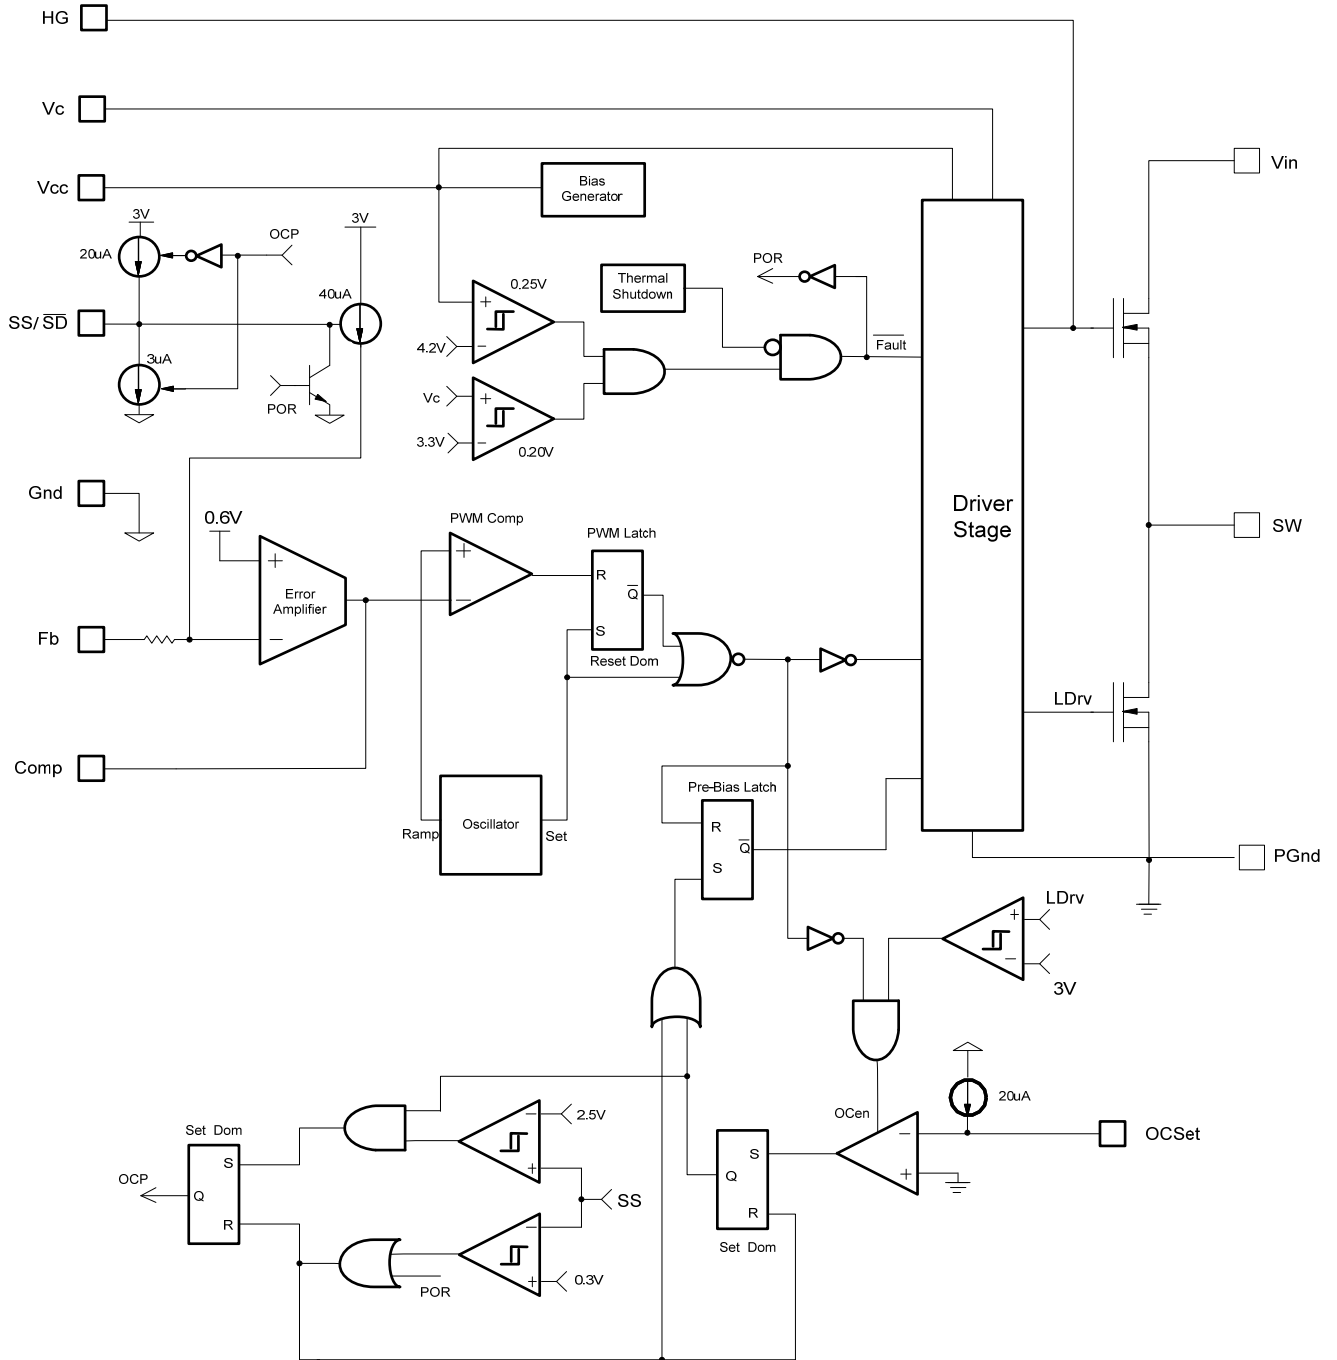 HG
Vc
Vcc
Bias
Generator
Vin
3V
20uA
OCP
3V
40uA
SS/SD
3uA
POR
0.25V
4.2V
Vc
3.3V
0.20V
Thermal
Shutdown
POR
Fault
Driver
Stage
Gnd
0.6V
+
Error
Amplifier
−
Fb
Comp
PWM Comp
+
−
PWM Latch
R
Q
S
Reset Dom
SW
LDrv
Ramp
Oscillator
Set
Pre-Bias Latch
R
Q
S
PGnd
LDrv
+
−
3V
20uA
OCen
OCSet
−
+
Set Dom
S
Q
R
Set Dom
OCP
S
Q
R
−
2.5V
+
SS
−
+
0.3V
POR
+
−
+
−